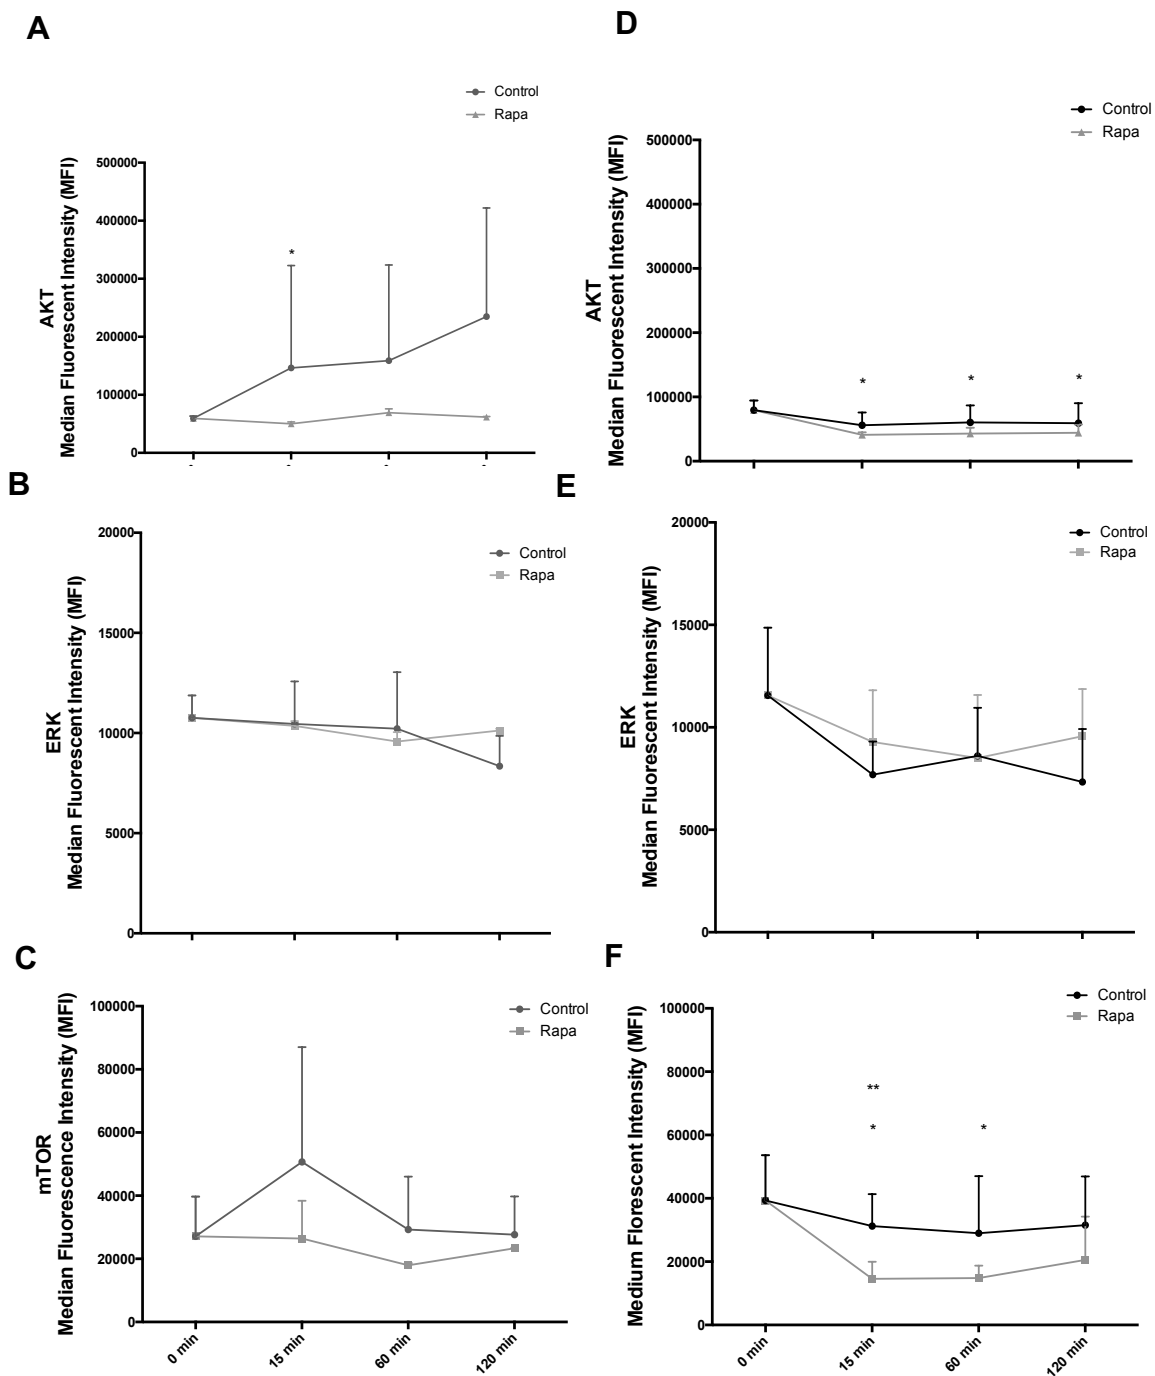 A
Control
Rapa
AKT
Median Fluorescent Intensity (MFI)
500000
400000
300000
200000
100000
0
*
D
Control
Rapa
AKT
Median Fluorescent Intensity (MFI)
500000
400000
300000
200000
100000
0
*
*
*
B
Control
Rapa
ERK
Median Fluorescent Intensity (MFI)
20000
15000
10000
5000
0
E
Control
Rapa
ERK
Median Fluorescent Intensity (MFI)
20000
15000
10000
5000
0
C
Control
Rapa
mTOR
Median Fluorescence Intensity (MFI)
100000
80000
60000
40000
20000
0
0 min
15 min
60 min
120 min
F
Control
Rapa
Medium Florescent Intensity (MFI)
100000
80000
60000
40000
20000
0
**
*
*
0 min
15 min
60 min
120 min